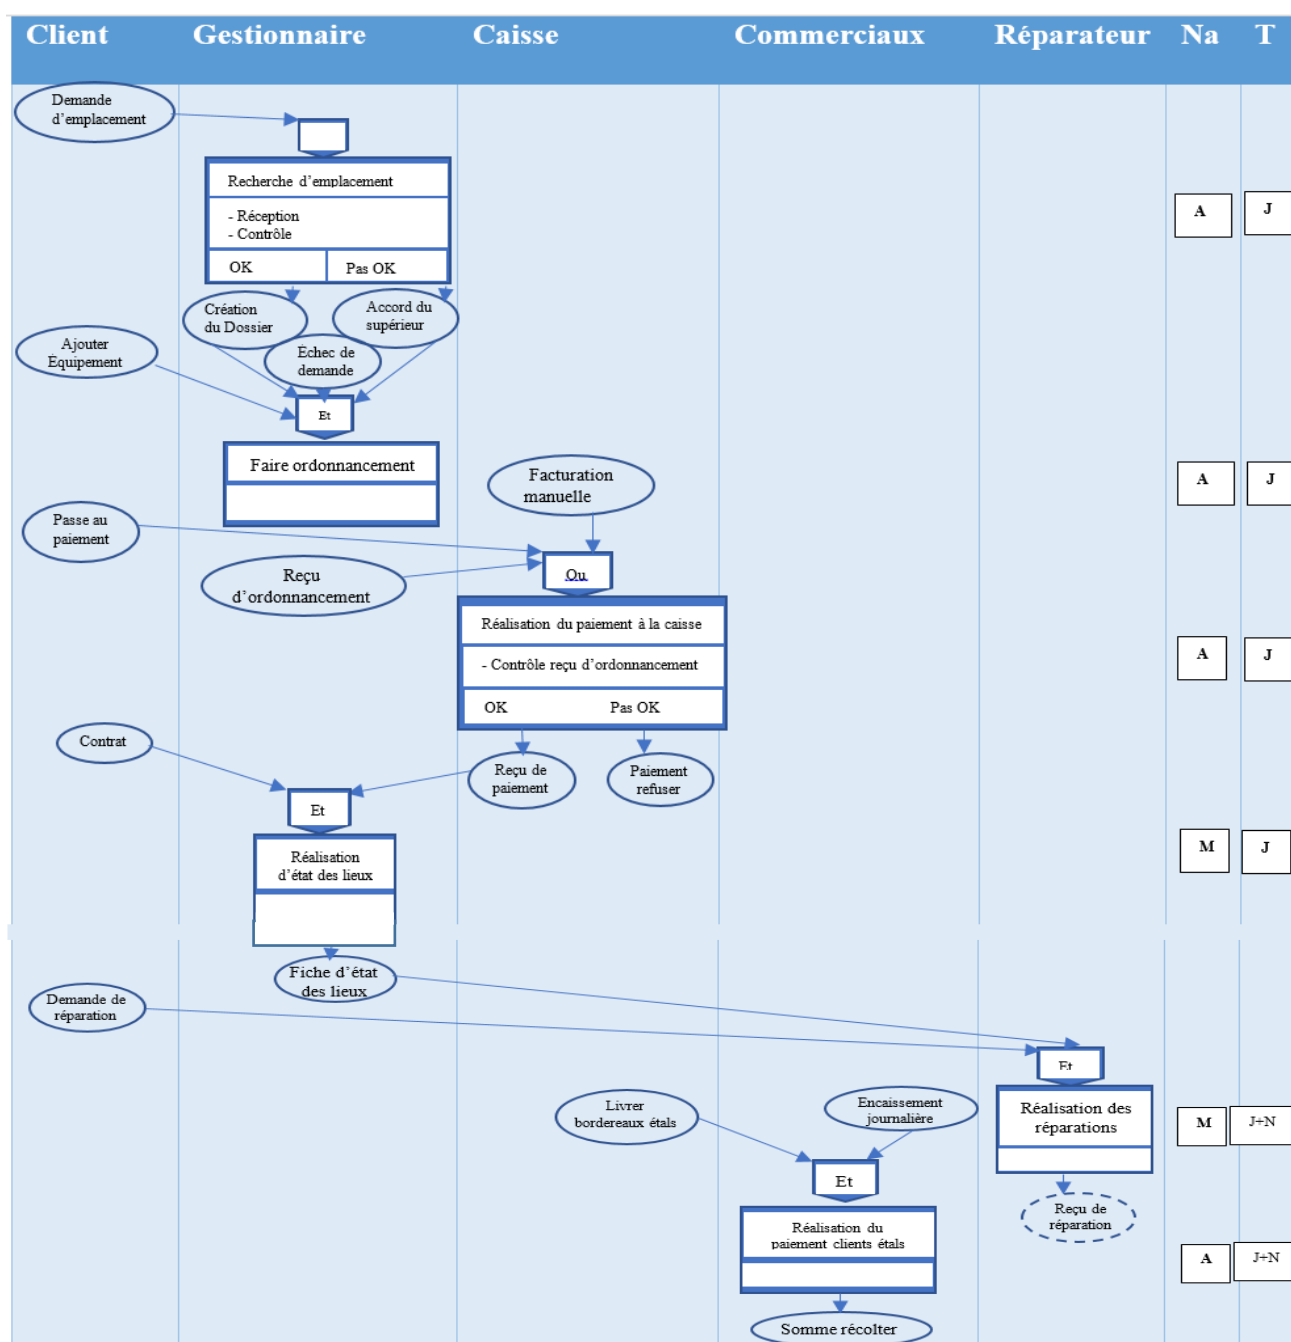 Client Gestionnaire Caisse Commerciaux Réparateur Na T
Demande
d'emplacement
Recherche d'emplacement
- Réception
- Contrôle
OK Pas OK
A J
Création
du Dossier
Accord du
supérieur
Échec de
demande
Ajouter
Équipement
Et
Faire ordonnancement
Facturation
manuelle
A J
Passe au
paiement
Reçu
d'ordonnancement
Ou
Réalisation du paiement à la caisse
- Contrôle reçu d'ordonnancement
OK Pas OK
A J
Contrat
Reçu de
paiement
Paiement
refuser
Et
Réalisation
d'état des lieux
M J
Fiche d'état
des lieux
Demande de
réparation
Et
Réalisation des
réparations
M J+N
Livrer
bordereaux étals
Encaissement
journalière
Et
Reçu de
réparation
Réalisation du
paiement clients étals
A J+N
Somme récolter